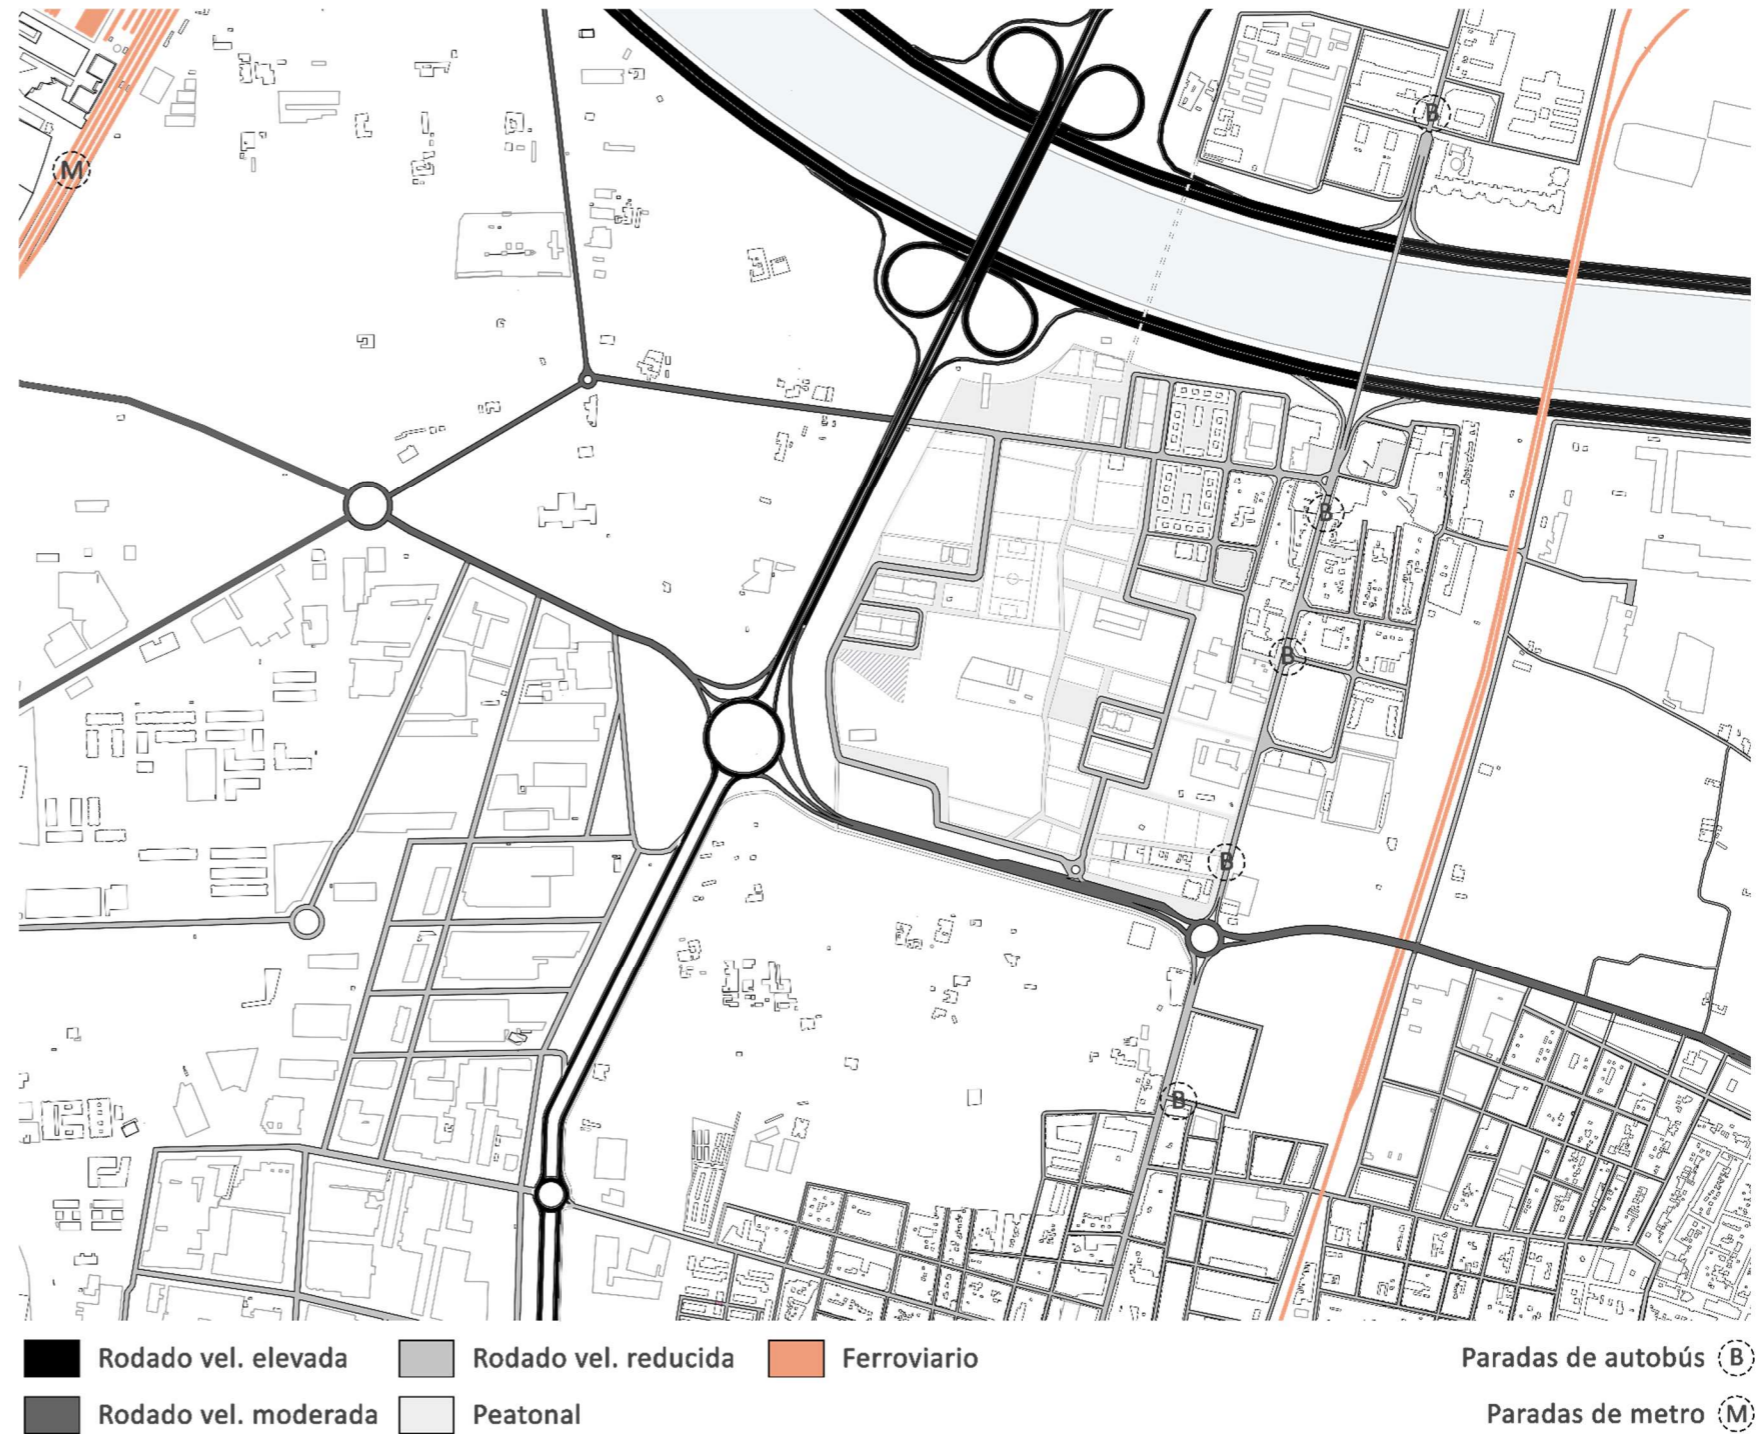 B
M
B
B
B
B
Rodado vel. elevada
Rodado vel. reducida
Ferroviario
Paradas de autobús B
Rodado vel. moderada
Peatonal
Paradas de metro M